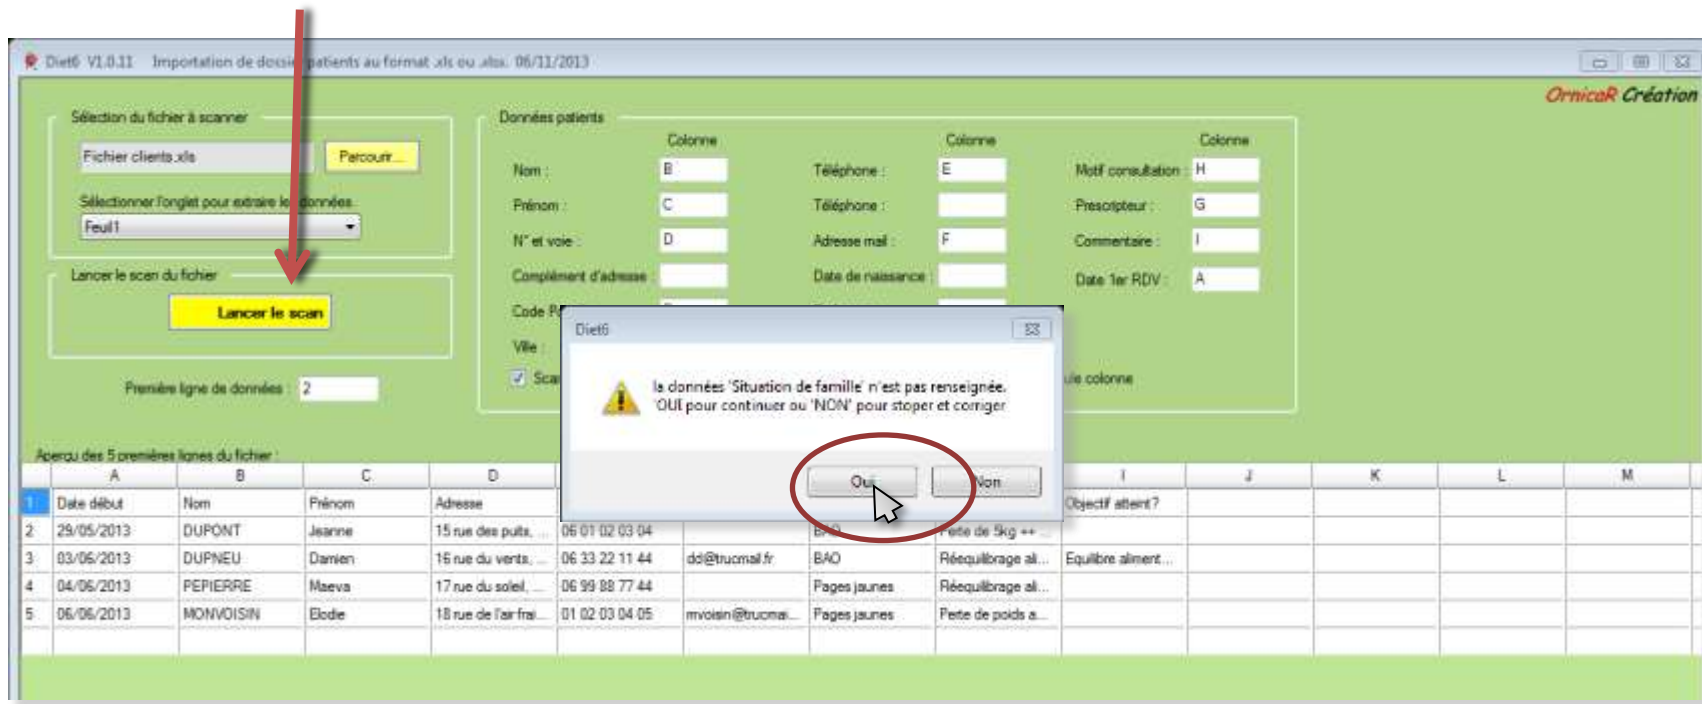 Diet6 V1.0.11 Importation de dossier patients au format .xls ou .xlsx. 06/11/2013
OrnicaR Création
Sélection du fichier à scanner
Fichier clients.xls
Parcourir...
Sélectionner l'onglet pour extraire les données
Feuil1
Lancer le scan du fichier
Lancer le scan
Première ligne de données : 2
Données patients
Colonne Colonne Colonne
Nom : B Téléphone : E Motif consultation : H
Prénom : C Téléphone : Prescripteur : G
N° et voie : D Adresse mail : F Commentaire : I
Complément d'adresse : Date de naissance : Date 1er RDV : A
Code
Ville :
colonne
Diet6
la données 'Situation de famille' n'est pas renseignée.
'OUI' pour continuer ou 'NON' pour stoper et corriger
Oui Non
Aperçu des 5 premières lignes du fichier :
A B C D I J K L M
1 Date début Nom Prénom Adresse Objectif atteint?
2 29/05/2013 DUPONT Jeanne 15 rue des puits, ... 06 01 02 03 04 BAO Perte de 5kg ++ ...
3 03/06/2013 DUPNEU Damien 16 rue du vents, ... 06 33 22 11 44 dd@trucmail.fr BAO Réequilibrage ali... Equilibre aliment...
4 04/06/2013 PEPIERRE Maeva 17 rue du soleil, ... 06 99 88 77 44 Pages jaunes Réequilibrage ali...
5 06/06/2013 MONVOISIN Elodie 18 rue de l'air frai... 01 02 03 04 05 mvoisin@trucmai... Pages jaunes Perte de poids a...